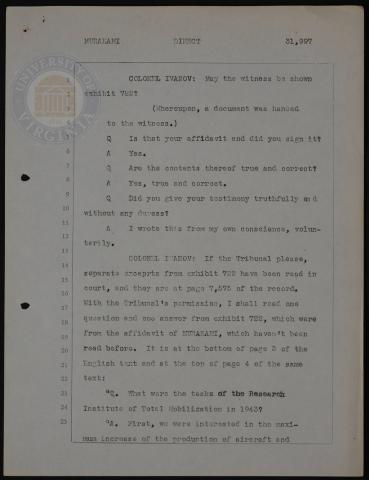 MURAKAMI DIRECT 31,997
UNIVERSITY OF VIRGINIA
1 COLONEL IVANOV: May the witness be shown
exhibit 722?
3 (Whereupon, a document was handed
4 to the witness.)
5 Q Is that your affidavit and did you sign it?
6 A Yes.
7 Q Are the contents thereof true and correct?
8 A Yes, true and correct.
9 Q Did you give your testimony truthfully and
10 without any duress?
11 A I wrote this from my own conscience, volun-
12 tarily.
13 COLONEL IVANOV: If the Tribunal please,
14 separate excerpts from exhibit 722 have been read in
15 court, and they are at page 7,575 of the record.
16 With the Tribunal's permission, I shall read one
17 question and one answer from exhibit 722, which were
18 from the affidavit of MURAKAMI, which haven't been
19 read before. It is at the bottom of page 3 of the
20 English text and at the top of page 4 of the same
21 text:
22 "Q. What were the tasks of the Research
23 Institute of Total Mobilization in 1943?
24 "A. First, we were interested in the maxi-
25 mum increase of the production of aircraft and